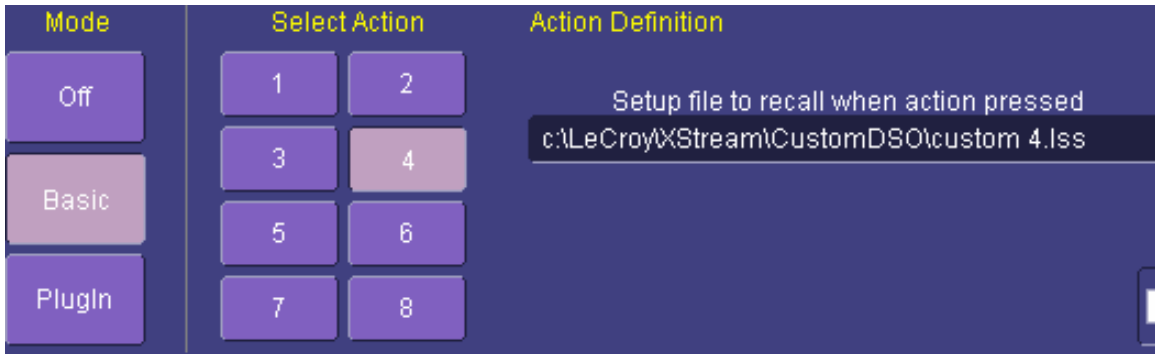 Mode
Select Action
Action Definition
Off
1
2
Setup file to recall when action pressed
c:\LeCroy\XStream\CustomDSO\custom 4.lss
3
4
Basic
5
6
PlugIn
7
8